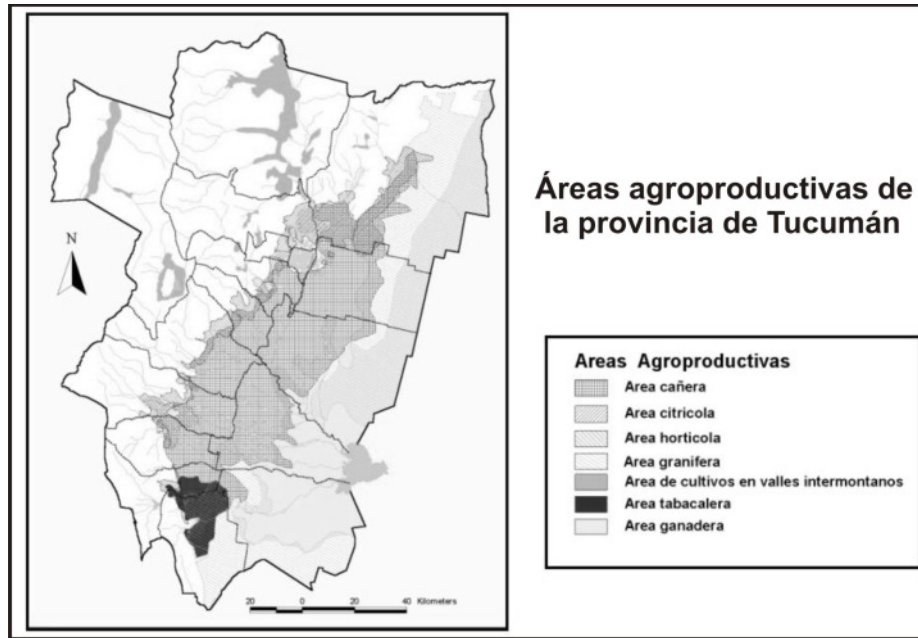 Áreas agroproductivas de
la provincia de Tucumán
N
Areas Agroproductivas
Area cañera
Area citricola
Area horticola
Area granifera
Area de cultivos en valles intermontanos
Area tabacalera
Area ganadera
20 0 20 40 Kilometers